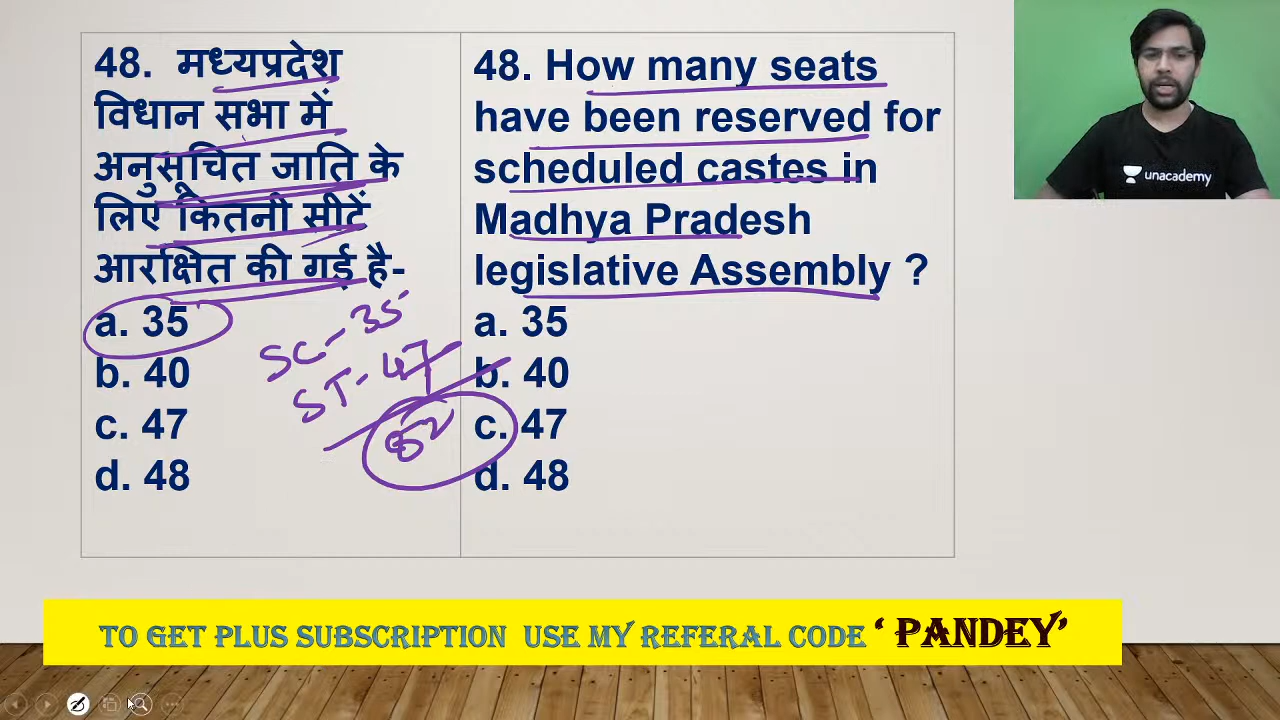 48. मध्यप्रदेश
विधान सभा में
अनुसूचित जाति के
लिए कितनी सीटें
आरक्षित की गई है-
a. 35
b. 40
c. 47
d. 48
SC-35
ST-47
82
48. How many seats
have been reserved for
scheduled castes in
Madhya Pradesh
legislative Assembly ?
a. 35
b. 40
c. 47
d. 48
unacademy
TO GET PLUS SUBSCRIPTION USE MY REFERAL CODE ‘ PANDEY’